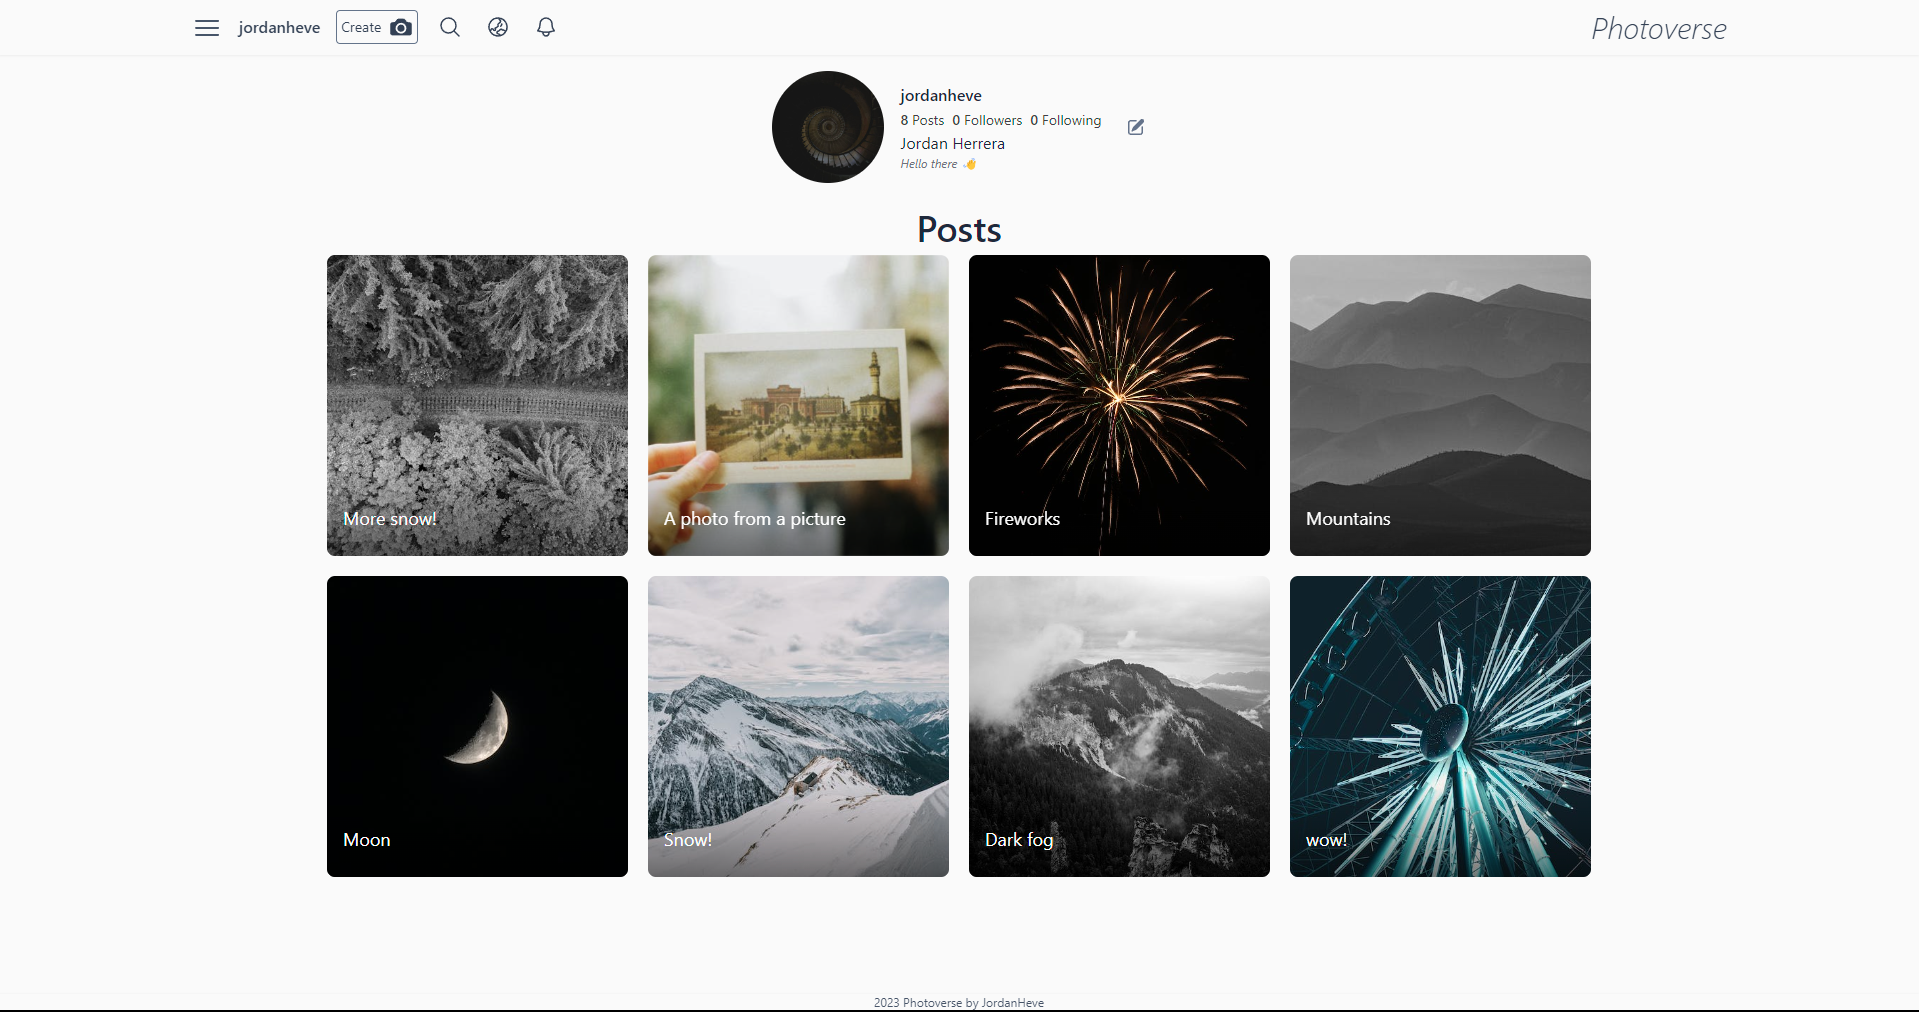 jordanheve Create Photoverse
jordanheve
8 Posts 0 Followers 0 Following
Jordan Herrera
Hello there 👋
Posts
More snow!
A photo from a picture
Fireworks
Mountains
Moon
Snow!
Dark fog
wow!
2023 Photoverse by JordanHeve